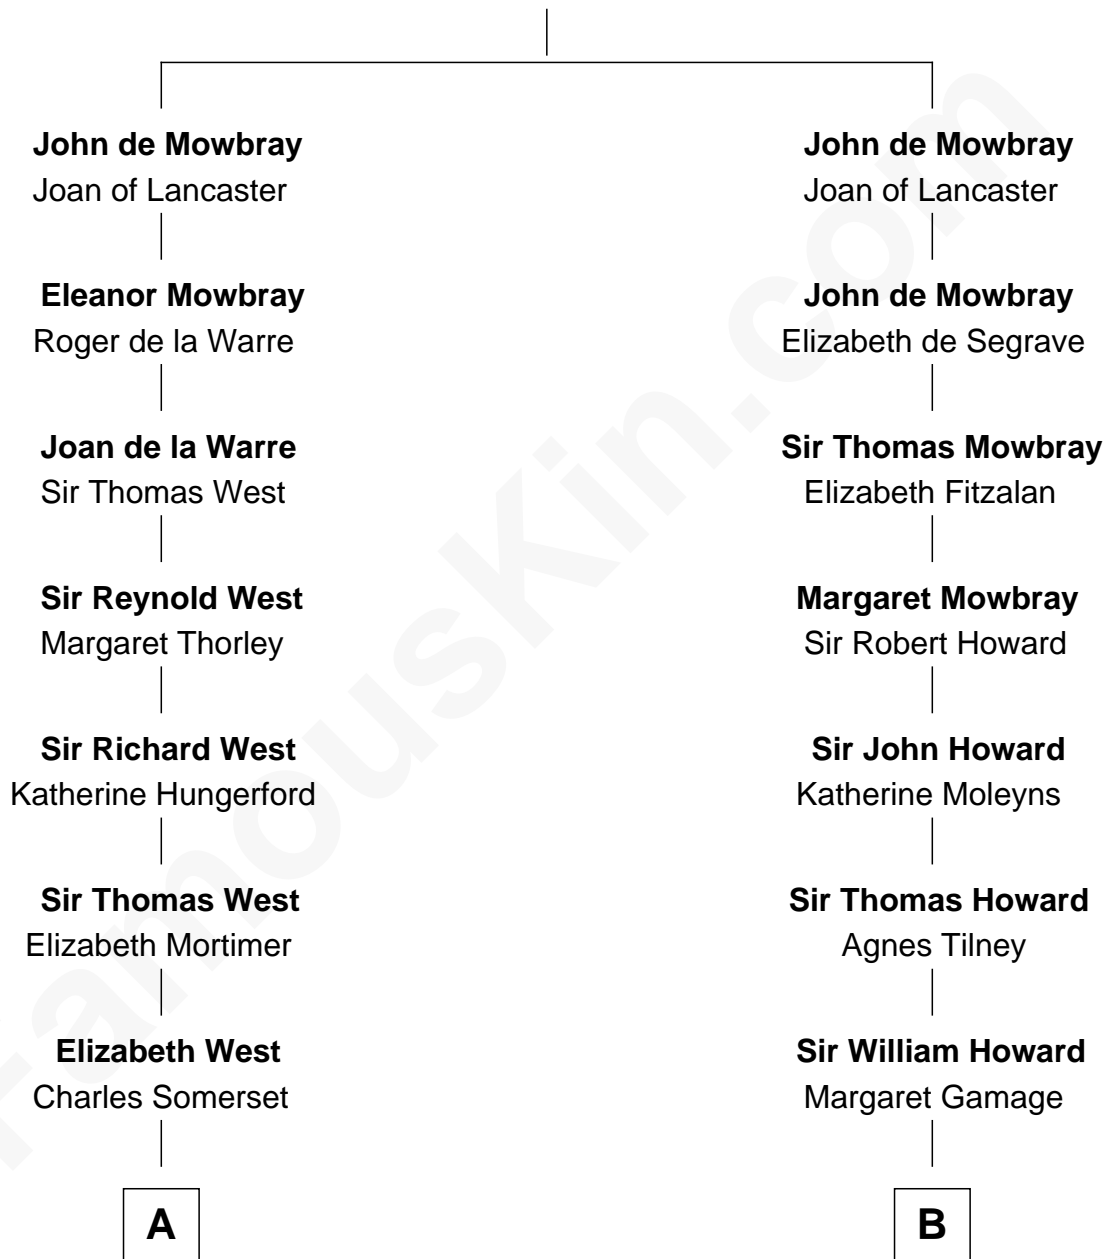 John de Mowbray
Joan of Lancaster
Eleanor Mowbray
Roger de la Warre
Joan de la Warre
Sir Thomas West
Sir Reynold West
Margaret Thorley
Sir Richard West
Katherine Hungerford
Sir Thomas West
Elizabeth Mortimer
Elizabeth West
Charles Somerset
A
John de Mowbray
Joan of Lancaster
John de Mowbray
Elizabeth de Segrave
Sir Thomas Mowbray
Elizabeth Fitzalan
Margaret Mowbray
Sir Robert Howard
Sir John Howard
Katherine Moleyns
Sir Thomas Howard
Agnes Tilney
Sir William Howard
Margaret Gamage
B
FamousKin.com